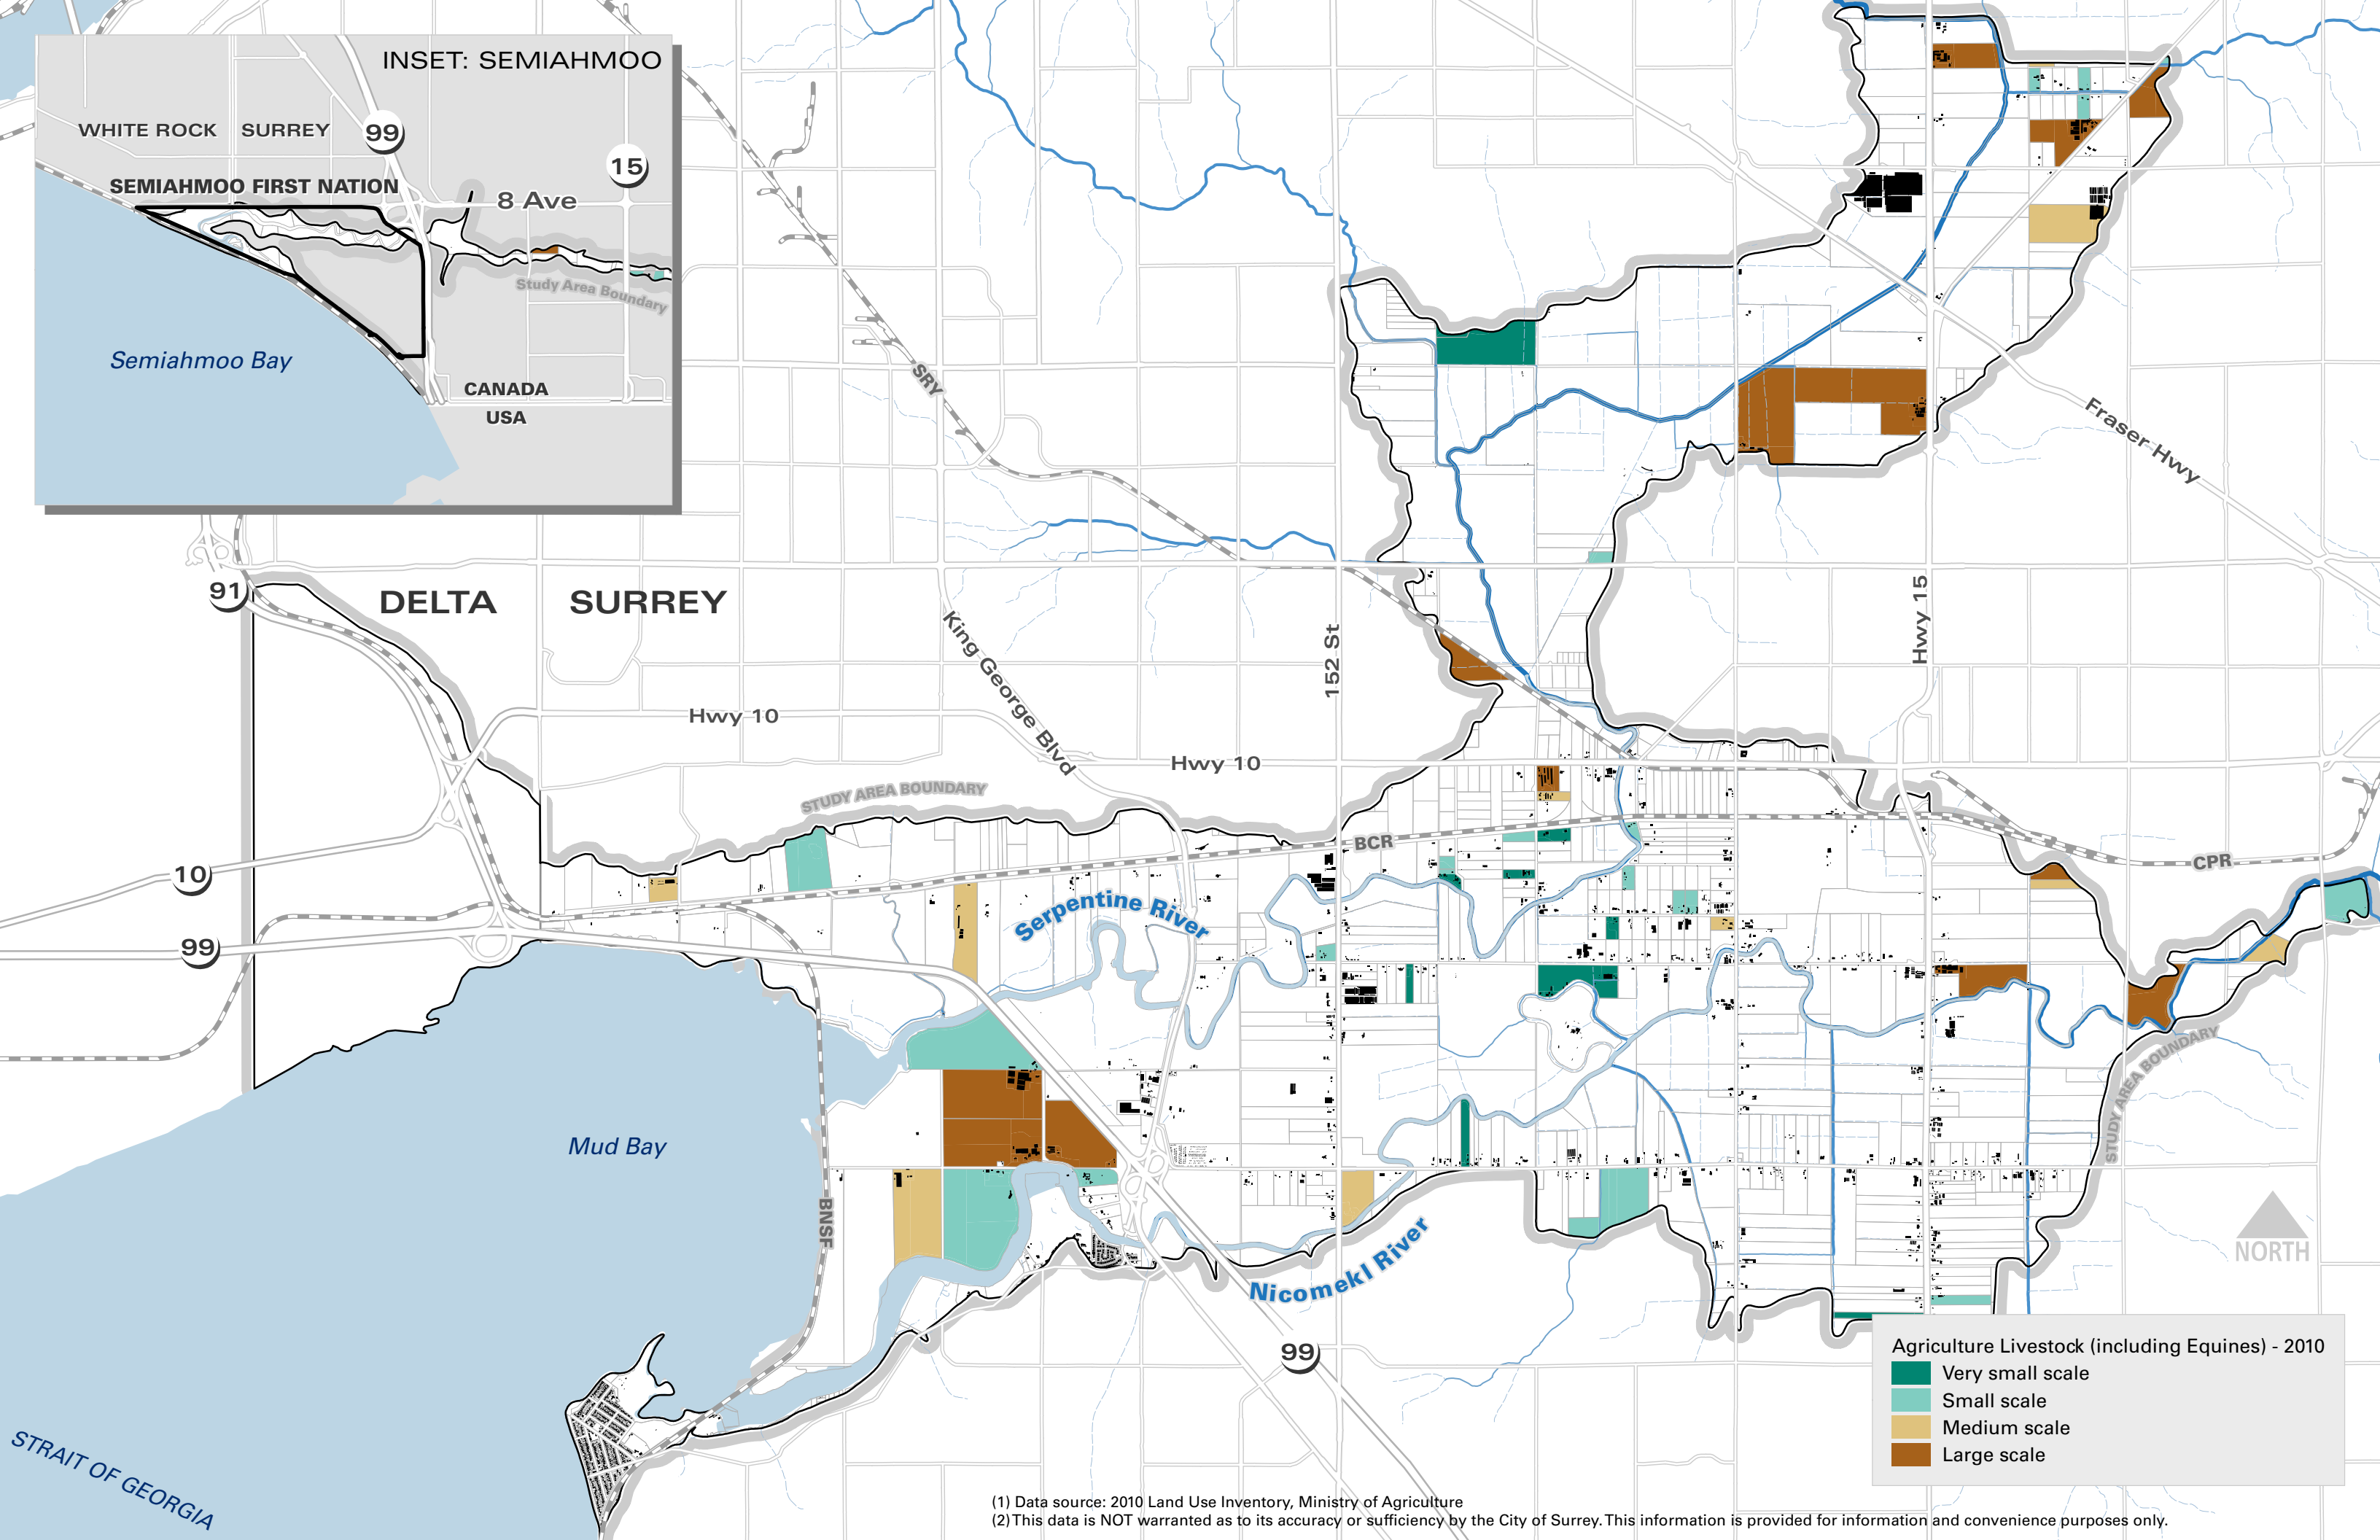 INSET: SEMIAHMOO
WHITE ROCK
SURREY
99
15
SEMIAHMOO FIRST NATION
8 Ave
Study Area Boundary
Semiahmoo Bay
CANADA
USA
SRY
Fraser Hwy
91
DELTA
SURREY
King George Blvd
152 St
Hwy 15
Hwy 10
Hwy 10
STUDY AREA BOUNDARY
BCR
CPR
10
Serpentine River
99
STUDY AREA BOUNDARY
Mud Bay
BNSF
Nicomekl River
NORTH
99
STRAIT OF GEORGIA
Agriculture Livestock (including Equines) - 2010
Very small scale
Small scale
Medium scale
Large scale
(1) Data source: 2010 Land Use Inventory, Ministry of Agriculture
(2) This data is NOT warranted as to its accuracy or sufficiency by the City of Surrey. This information is provided for information and convenience purposes only.